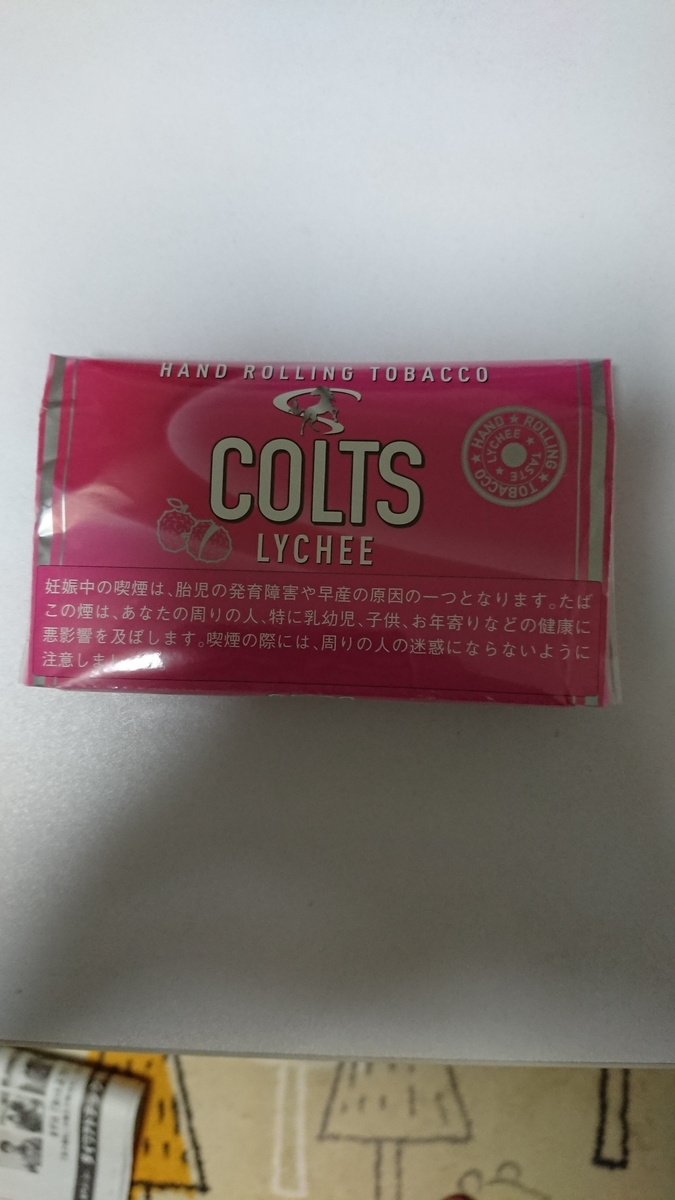 HAND ROLLING TOBACCO
COLTS
LYCHEE
HAND ★ ROLLING ★ TOBACCO ★
LYCHEE ★ TASTE ★
妊娠中の喫煙は、胎児の発育障害や早産の原因の一つとなります。たば
この煙は、あなたの周りの人、特に乳幼児、子供、お年寄りなどの健康に
悪影響を及ぼします。喫煙の際には、周りの人の迷惑にならないように
注意しま